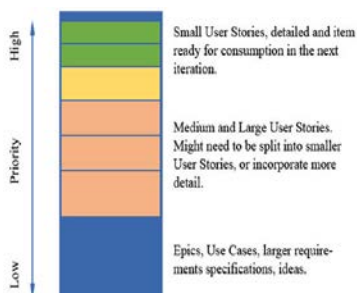 High
Small User Stories, detailed and item
ready for consumption in the next
iteration.
Priority
Medium and Large User Stories.
Might need to be split into smaller
User Stories, or incorporate more
detail.
Low
Epics, Use Cases, larger require-
ments specifications, ideas.